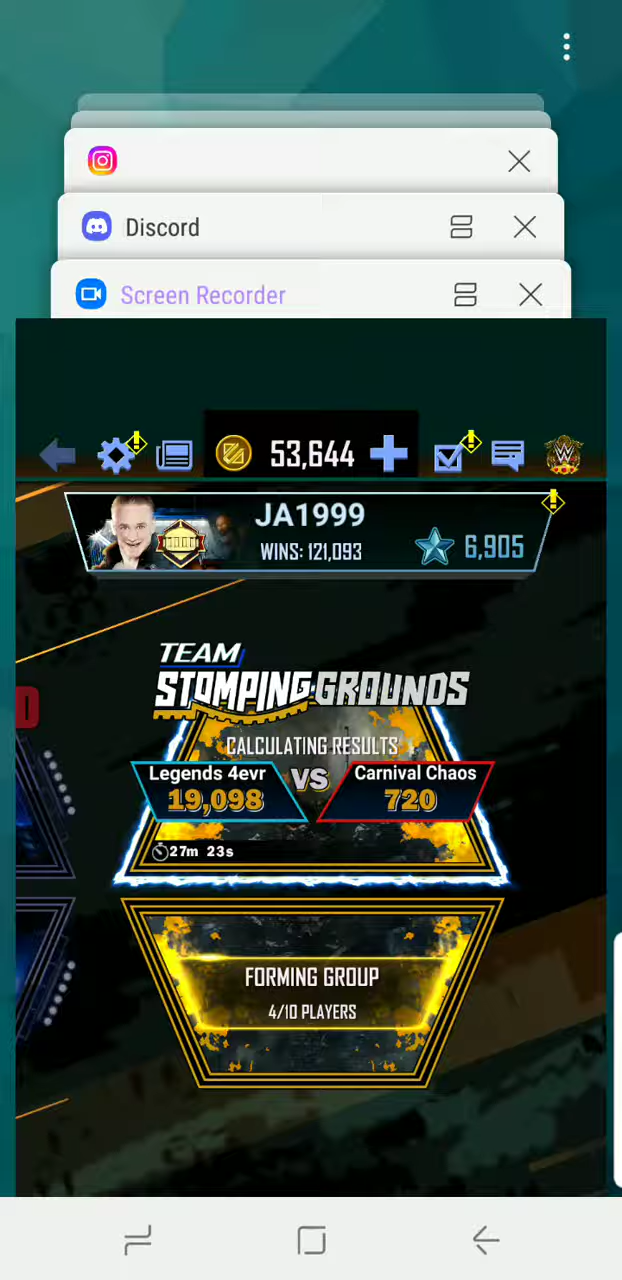 Discord
Screen Recorder
53,644
JA1999
WINS: 121,093
6,905
TEAM
STOMPING GROUNDS
CALCULATING RESULTS
Legends 4evr
19,098
VS
Carnival Chaos
720
27m 23s
FORMING GROUP
4/10 PLAYERS